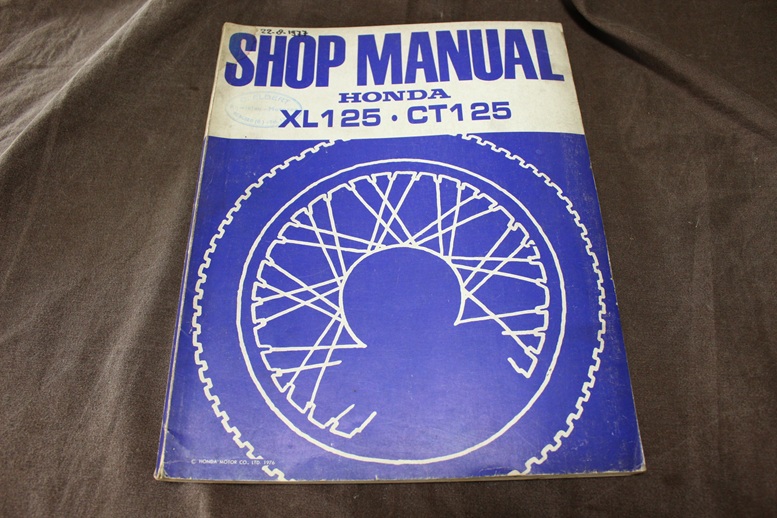 22-8-1977
SHOP MANUAL
HONDA
XL125 · CT125
© HONDA MOTOR CO., LTD. 1976